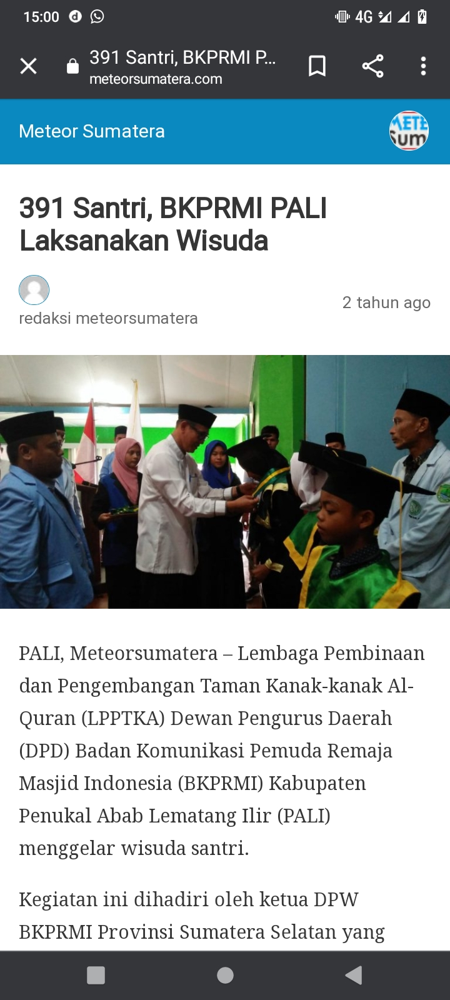 15:00
4G
391 Santri, BKPRMI P...
meteorsumatera.com
Meteor Sumatera
METE
Sum
391 Santri, BKPRMI PALI
Laksanakan Wisuda
redaksi meteorsumatera
2 tahun ago
PALI, Meteorsumatera – Lembaga Pembinaan
dan Pengembangan Taman Kanak-kanak Al-
Quran (LPPTKA) Dewan Pengurus Daerah
(DPD) Badan Komunikasi Pemuda Remaja
Masjid Indonesia (BKPRMI) Kabupaten
Penukal Abab Lematang Ilir (PALI)
menggelar wisuda santri.
Kegiatan ini dihadiri oleh ketua DPW
BKPRMI Provinsi Sumatera Selatan yang